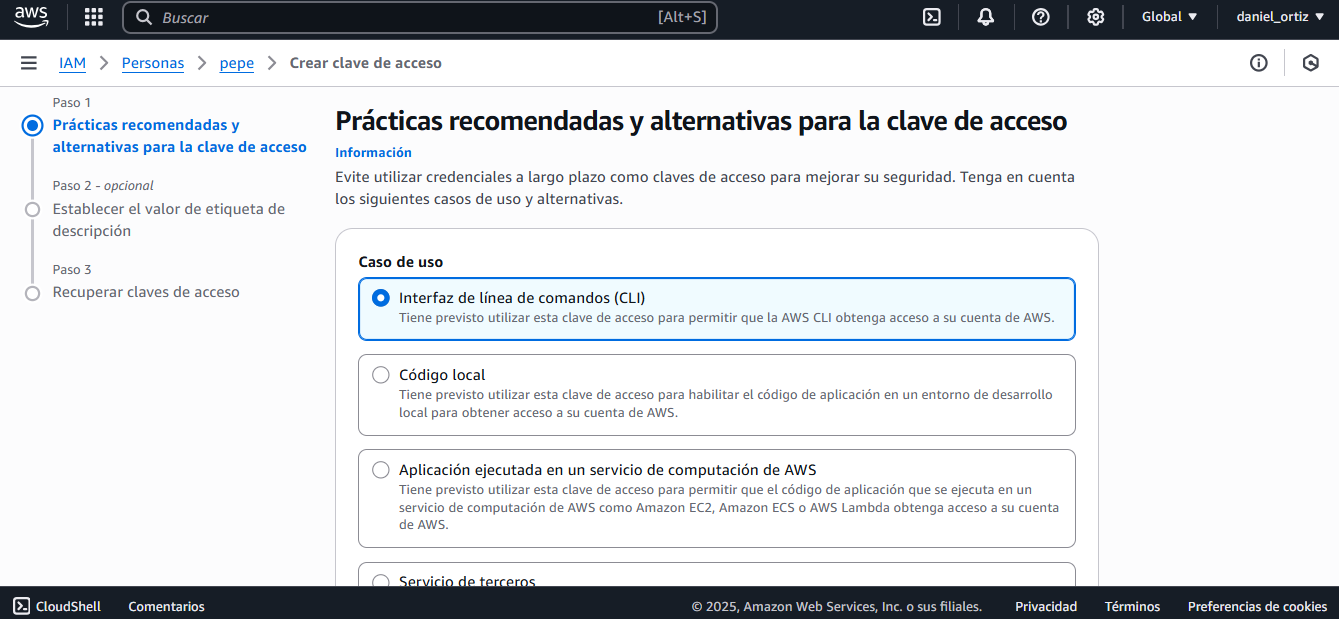 aws
Buscar [Alt+S]
Global ▼
daniel_ortiz ▼
IAM > Personas > pepe > Crear clave de acceso
Paso 1
Prácticas recomendadas y
alternativas para la clave de acceso
Paso 2 - opcional
Establecer el valor de etiqueta de
descripción
Paso 3
Recuperar claves de acceso
Prácticas recomendadas y alternativas para la clave de acceso
Información
Evite utilizar credenciales a largo plazo como claves de acceso para mejorar su seguridad. Tenga en cuenta
los siguientes casos de uso y alternativas.
Caso de uso
Interfaz de línea de comandos (CLI)
Tiene previsto utilizar esta clave de acceso para permitir que la AWS CLI obtenga acceso a su cuenta de AWS.
Código local
Tiene previsto utilizar esta clave de acceso para habilitar el código de aplicación en un entorno de desarrollo
local para obtener acceso a su cuenta de AWS.
Aplicación ejecutada en un servicio de computación de AWS
Tiene previsto utilizar esta clave de acceso para permitir que el código de aplicación que se ejecuta en un
servicio de computación de AWS como Amazon EC2, Amazon ECS o AWS Lambda obtenga acceso a su cuenta
de AWS.
Servicio de terceros
CloudShell
Comentarios
© 2025, Amazon Web Services, Inc. o sus filiales.
Privacidad
Términos
Preferencias de cookies